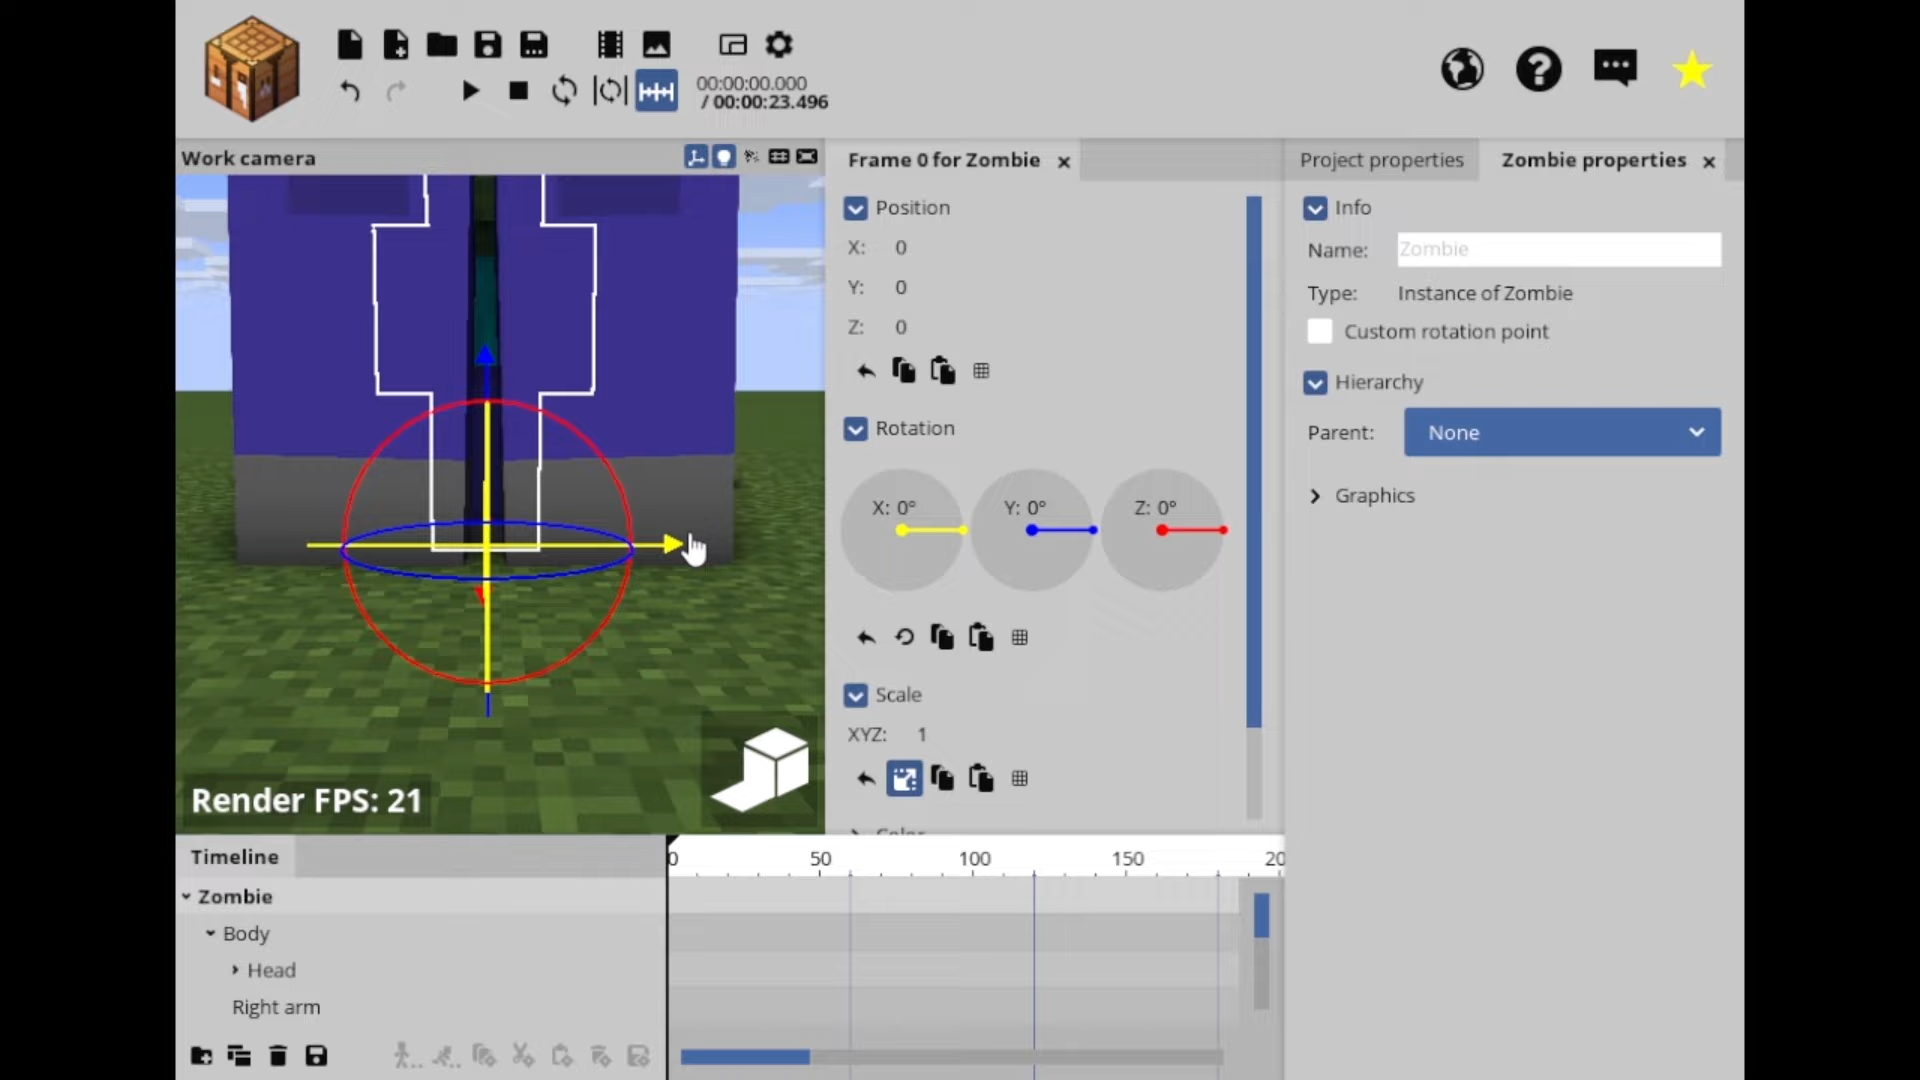 00:00:00.000
/ 00:00:23.496
Work camera
Render FPS: 21
Frame 0 for Zombie
Position
X: 0
Y: 0
Z: 0
Rotation
X: 0° Y: 0° Z: 0°
Scale
XYZ: 1
Color
Project properties Zombie properties
Info
Name: Zombie
Type: Instance of Zombie
Custom rotation point
Hierarchy
Parent: None
Graphics
Timeline
0 50 100 150 20
Zombie
Body
Head
Right arm